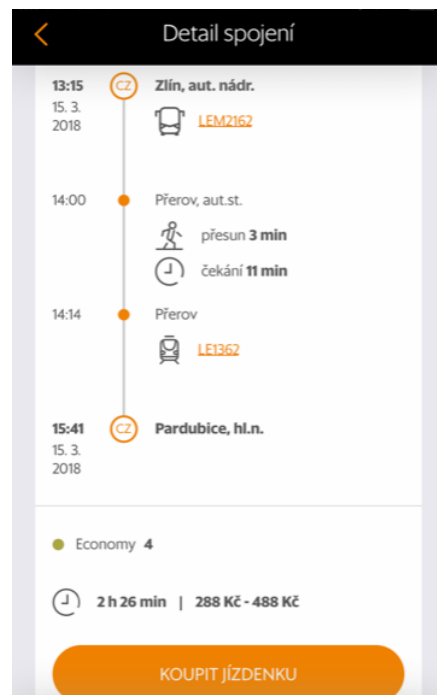 Detail spojení
13:15 CZ Zlín, aut. nádr.
15. 3.
2018
LEM2162
14:00 Přerov, aut.st.
přesun 3 min
čekání 11 min
14:14 Přerov
LE1362
15:41 CZ Pardubice, hl.n.
15. 3.
2018
Economy 4
2 h 26 min | 288 Kč - 488 Kč
KOUPIT JÍZDENKU